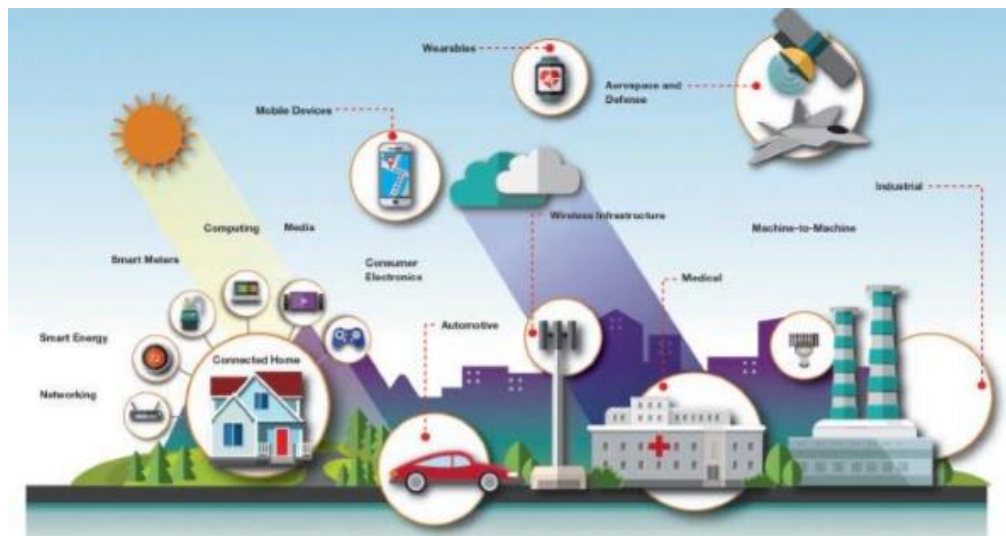 Wearables
Aerospace and
Defense
Mobile Devices
Industrial
Wireless Infrastructure
Computing
Media
Machine-to-Machine
Smart Meters
Consumer
Electronics
Medical
Automotive
Smart Energy
Connected Home
Networking